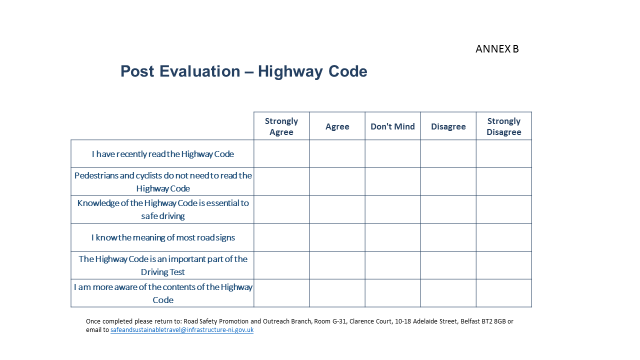 ANNEX B
Post Evaluation – Highway Code
Strongly
Agree
Agree
Don't Mind
Disagree
Strongly
Disagree
I have recently read the Highway Code
Pedestrians and cyclists do not need to read the
Highway Code
Knowledge of the Highway Code is essential to
safe driving
I know the meaning of most road signs
The Highway Code is an important part of the
Driving Test
I am more aware of the contents of the Highway
Code
Once completed please return to: Road Safety Promotion and Outreach Branch, Room G-31, Clarence Court, 10-18 Adelaide Street, Belfast BT2 8GB or
email to safeandsustainabletravel@infrastructure-ni.gov.uk